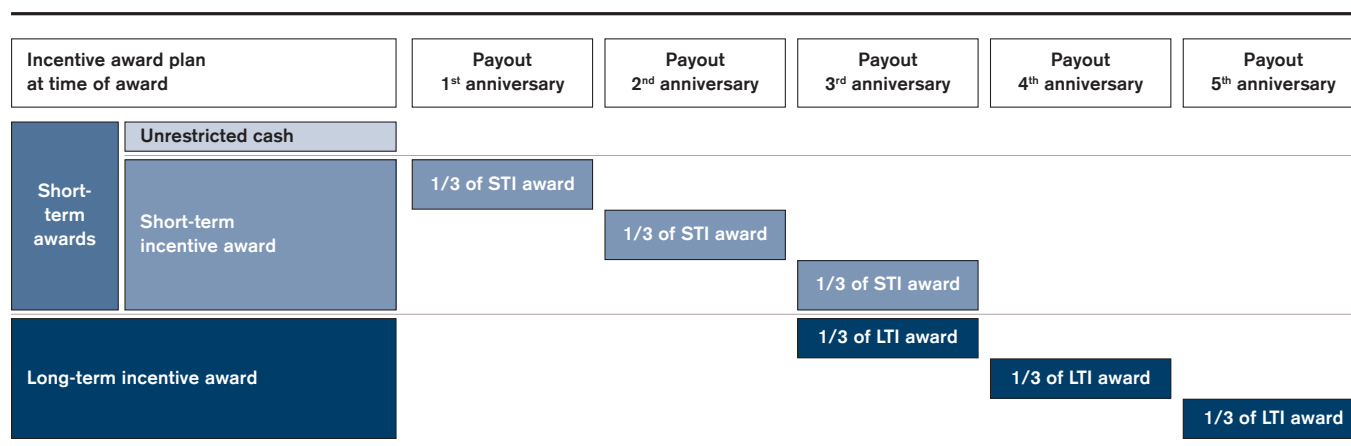 Incentive award plan
at time of award
Payout
1st anniversary
Payout
2nd anniversary
Payout
3rd anniversary
Payout
4th anniversary
Payout
5th anniversary
Short-
term
awards
Unrestricted cash
Short-term
incentive award
1/3 of STI award
1/3 of STI award
1/3 of STI award
Long-term incentive award
1/3 of LTI award
1/3 of LTI award
1/3 of LTI award